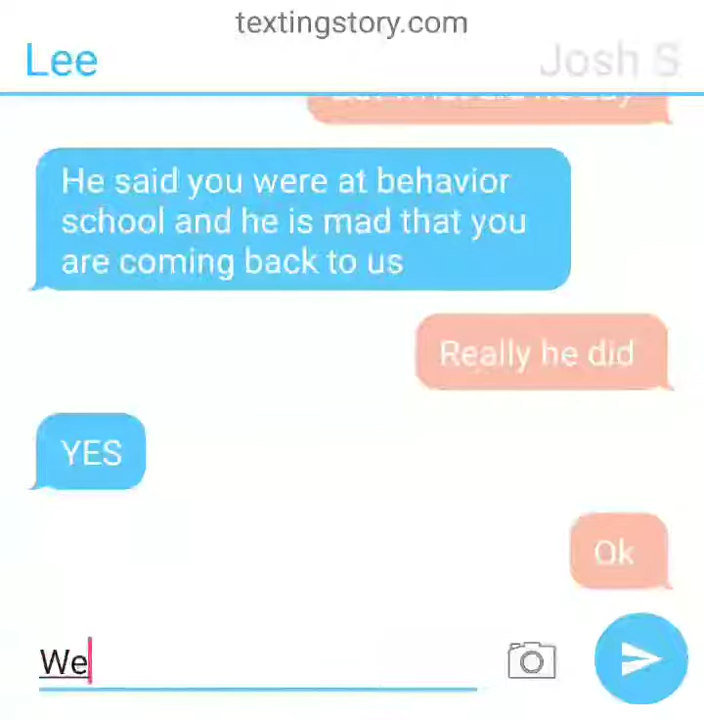 textingstory.com
Lee
Josh S
He said you were at behavior
school and he is mad that you
are coming back to us
Really he did
YES
Ok
We